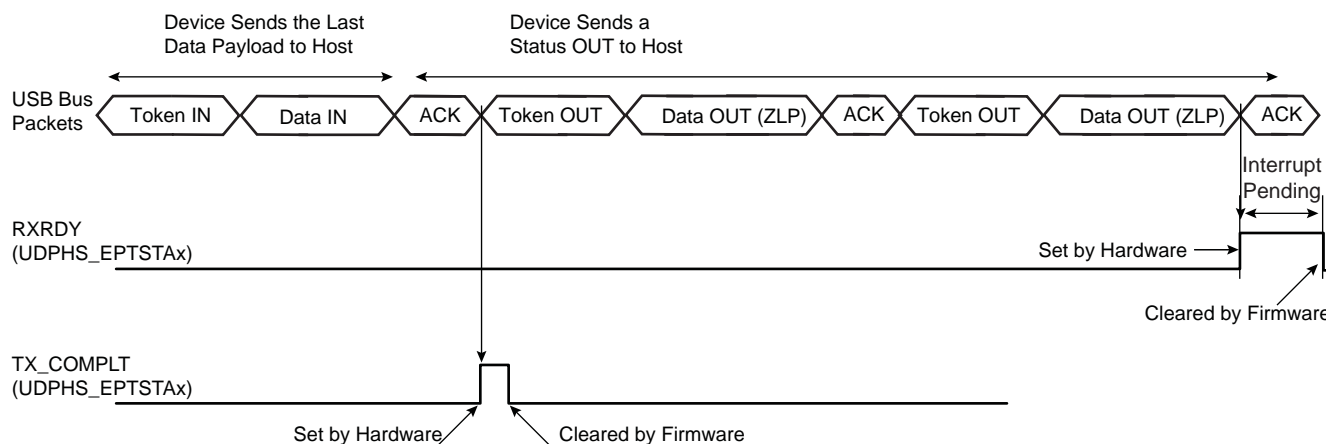 Device Sends the Last
Data Payload to Host
Device Sends a
Status OUT to Host
USB Bus
Packets
Token IN
Data IN
ACK
Token OUT
Data OUT (ZLP)
ACK
Token OUT
Data OUT (ZLP)
ACK
Interrupt
Pending
RXRDY
(UDPHS_EPTSTAx)
Set by Hardware
Cleared by Firmware
TX_COMPLT
(UDPHS_EPTSTAx)
Set by Hardware
Cleared by Firmware